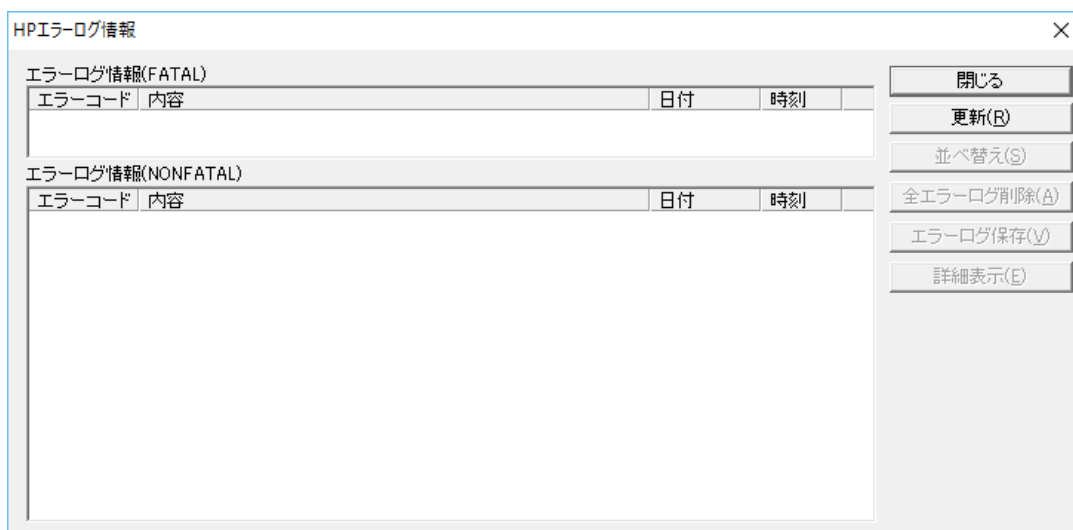 HPエラーログ情報
エラーログ情報(FATAL)
エラーコード 内容 日付 時刻
エラーログ情報(NONFATAL)
エラーコード 内容 日付 時刻
閉じる
更新(R)
並べ替え(S)
全エラーログ削除(A)
エラーログ保存(V)
詳細表示(E)